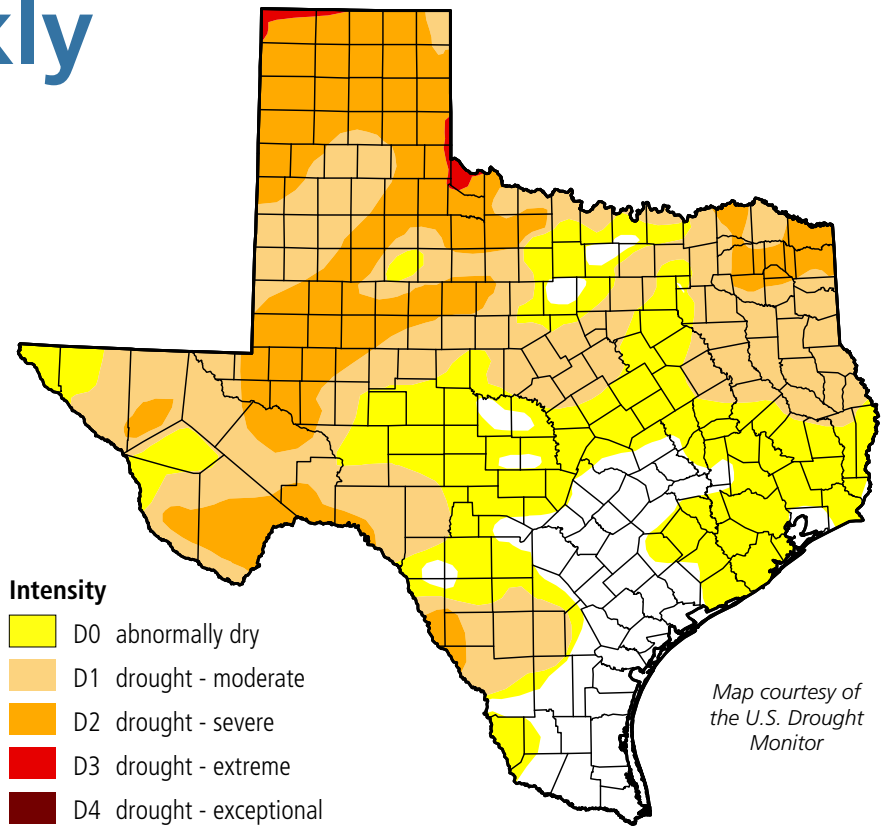 kly
Intensity
D0 abnormally dry
D1 drought - moderate
D2 drought - severe
D3 drought - extreme
D4 drought - exceptional
Map courtesy of
the U.S. Drought
Monitor